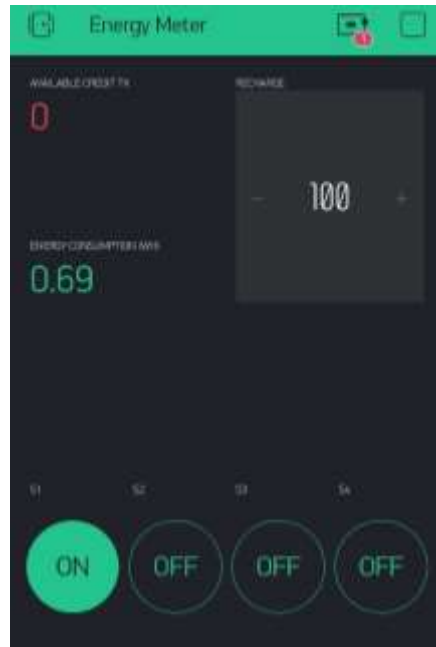 Energy Meter
1
AVAILABLE CREDIT TK
RECHARGE
0
- 100 +
ENERGY CONSUMPTION KWH
0.69
S1 S2 S3 S4
ON OFF OFF OFF